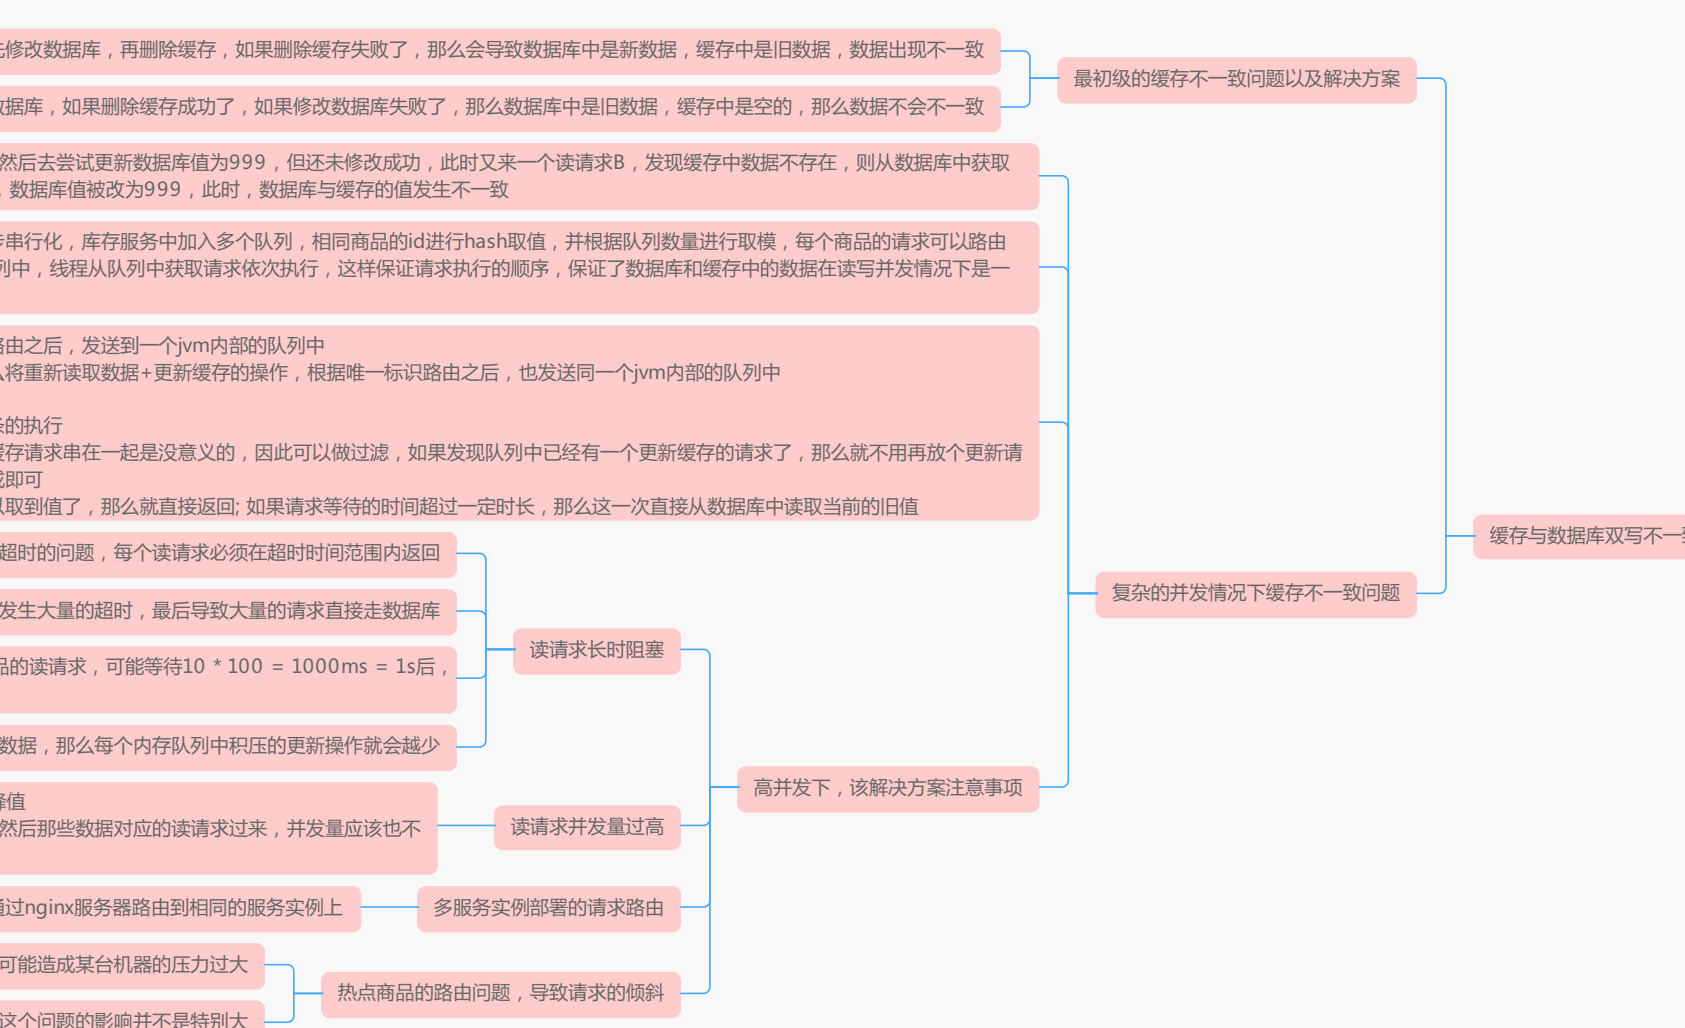 修改数据库，再删除缓存，如果删除缓存失败了，那么会导致数据库中是新数据，缓存中是旧数据，数据出现不一致
最初级的缓存不一致问题以及解决方案
据库，如果删除缓存成功了，如果修改数据库失败了，那么数据库中是旧数据，缓存中是空的，那么数据不会不一致
然后去尝试更新数据库值为999，但还未修改成功，此时又来一个读请求B，发现缓存中数据不存在，则从数据库中获取
，数据库值被改为999，此时，数据库与缓存的值发生不一致
串行化，库存服务中加入多个队列，相同商品的id进行hash取值，并根据队列数量进行取模，每个商品的请求可以路由
列中，线程从队列中获取请求依次执行，这样保证请求执行的顺序，保证了数据库和缓存中的数据在读写并发情况下是一
路由之后，发送到一个jvm内部的队列中
将重新读取数据+更新缓存的操作，根据唯一标识路由之后，也发送同一个jvm内部的队列中
条的执行
缓存请求串在一起是没意义的，因此可以做过滤，如果发现队列中已经有一个更新缓存的请求了，那么就不用再放个更新请
即可
取到值了，那么就直接返回; 如果请求等待的时间超过一定时长，那么这一次直接从数据库中读取当前的旧值
缓存与数据库双写不一
超时的问题，每个读请求必须在超时时间范围内返回
复杂的并发情况下缓存不一致问题
发生大量的超时，最后导致大量的请求直接走数据库
读请求长时阻塞
品的读请求，可能等待10 * 100 = 1000ms = 1s后，
数据，那么每个内存队列中积压的更新操作就会越少
高并发下，该解决方案注意事项
峰值
然后那些数据对应的读请求过来，并发量应该也不
读请求并发量过高
通过nginx服务器路由到相同的服务实例上
多服务实例部署的请求路由
可能造成某台机器的压力过大
热点商品的路由问题，导致请求的倾斜
这个问题的影响并不是特别大